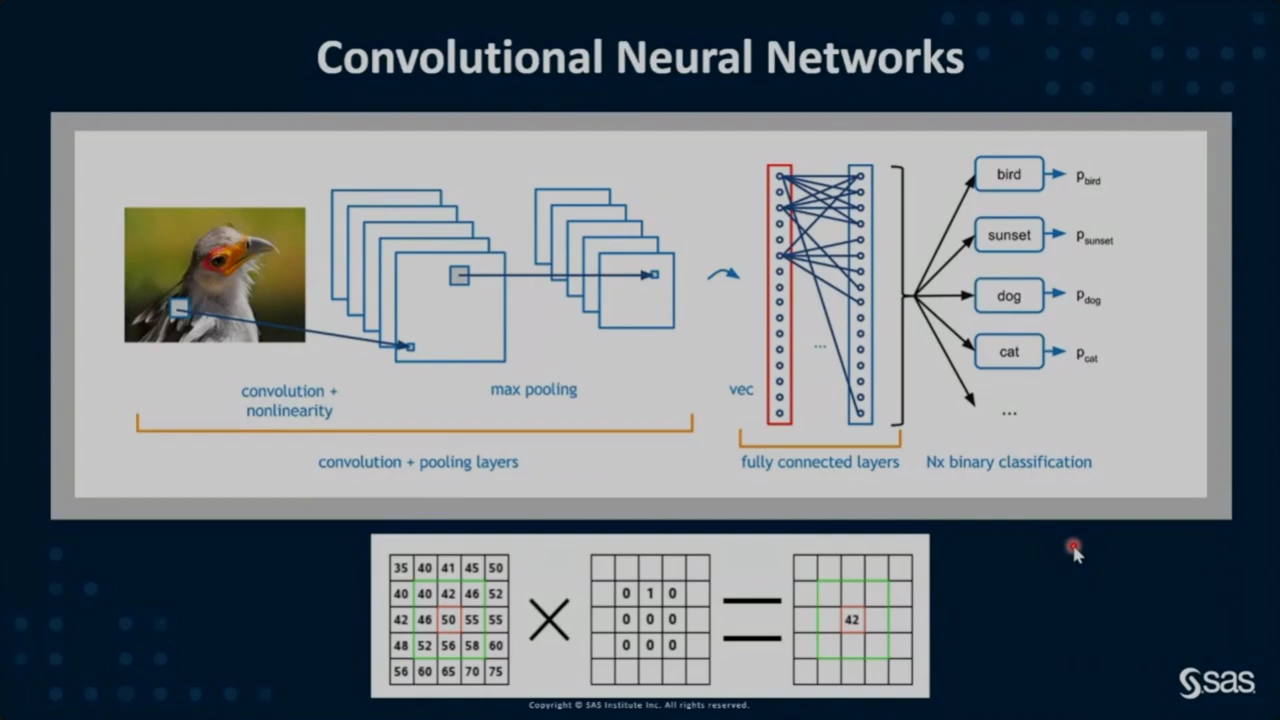 Convolutional Neural Networks
bird
p_bird
sunset
p_sunset
dog
p_dog
cat
p_cat
...
...
convolution +
nonlinearity
max pooling
vec
convolution + pooling layers
fully connected layers
Nx binary classification
35 40 41 45 50
40 40 42 46 52
42 46 50 55 55
48 52 56 58 60
56 60 65 70 75
0 1 0
0 0 0
0 0 0
42
Copyright © SAS Institute Inc. All rights reserved.
sas